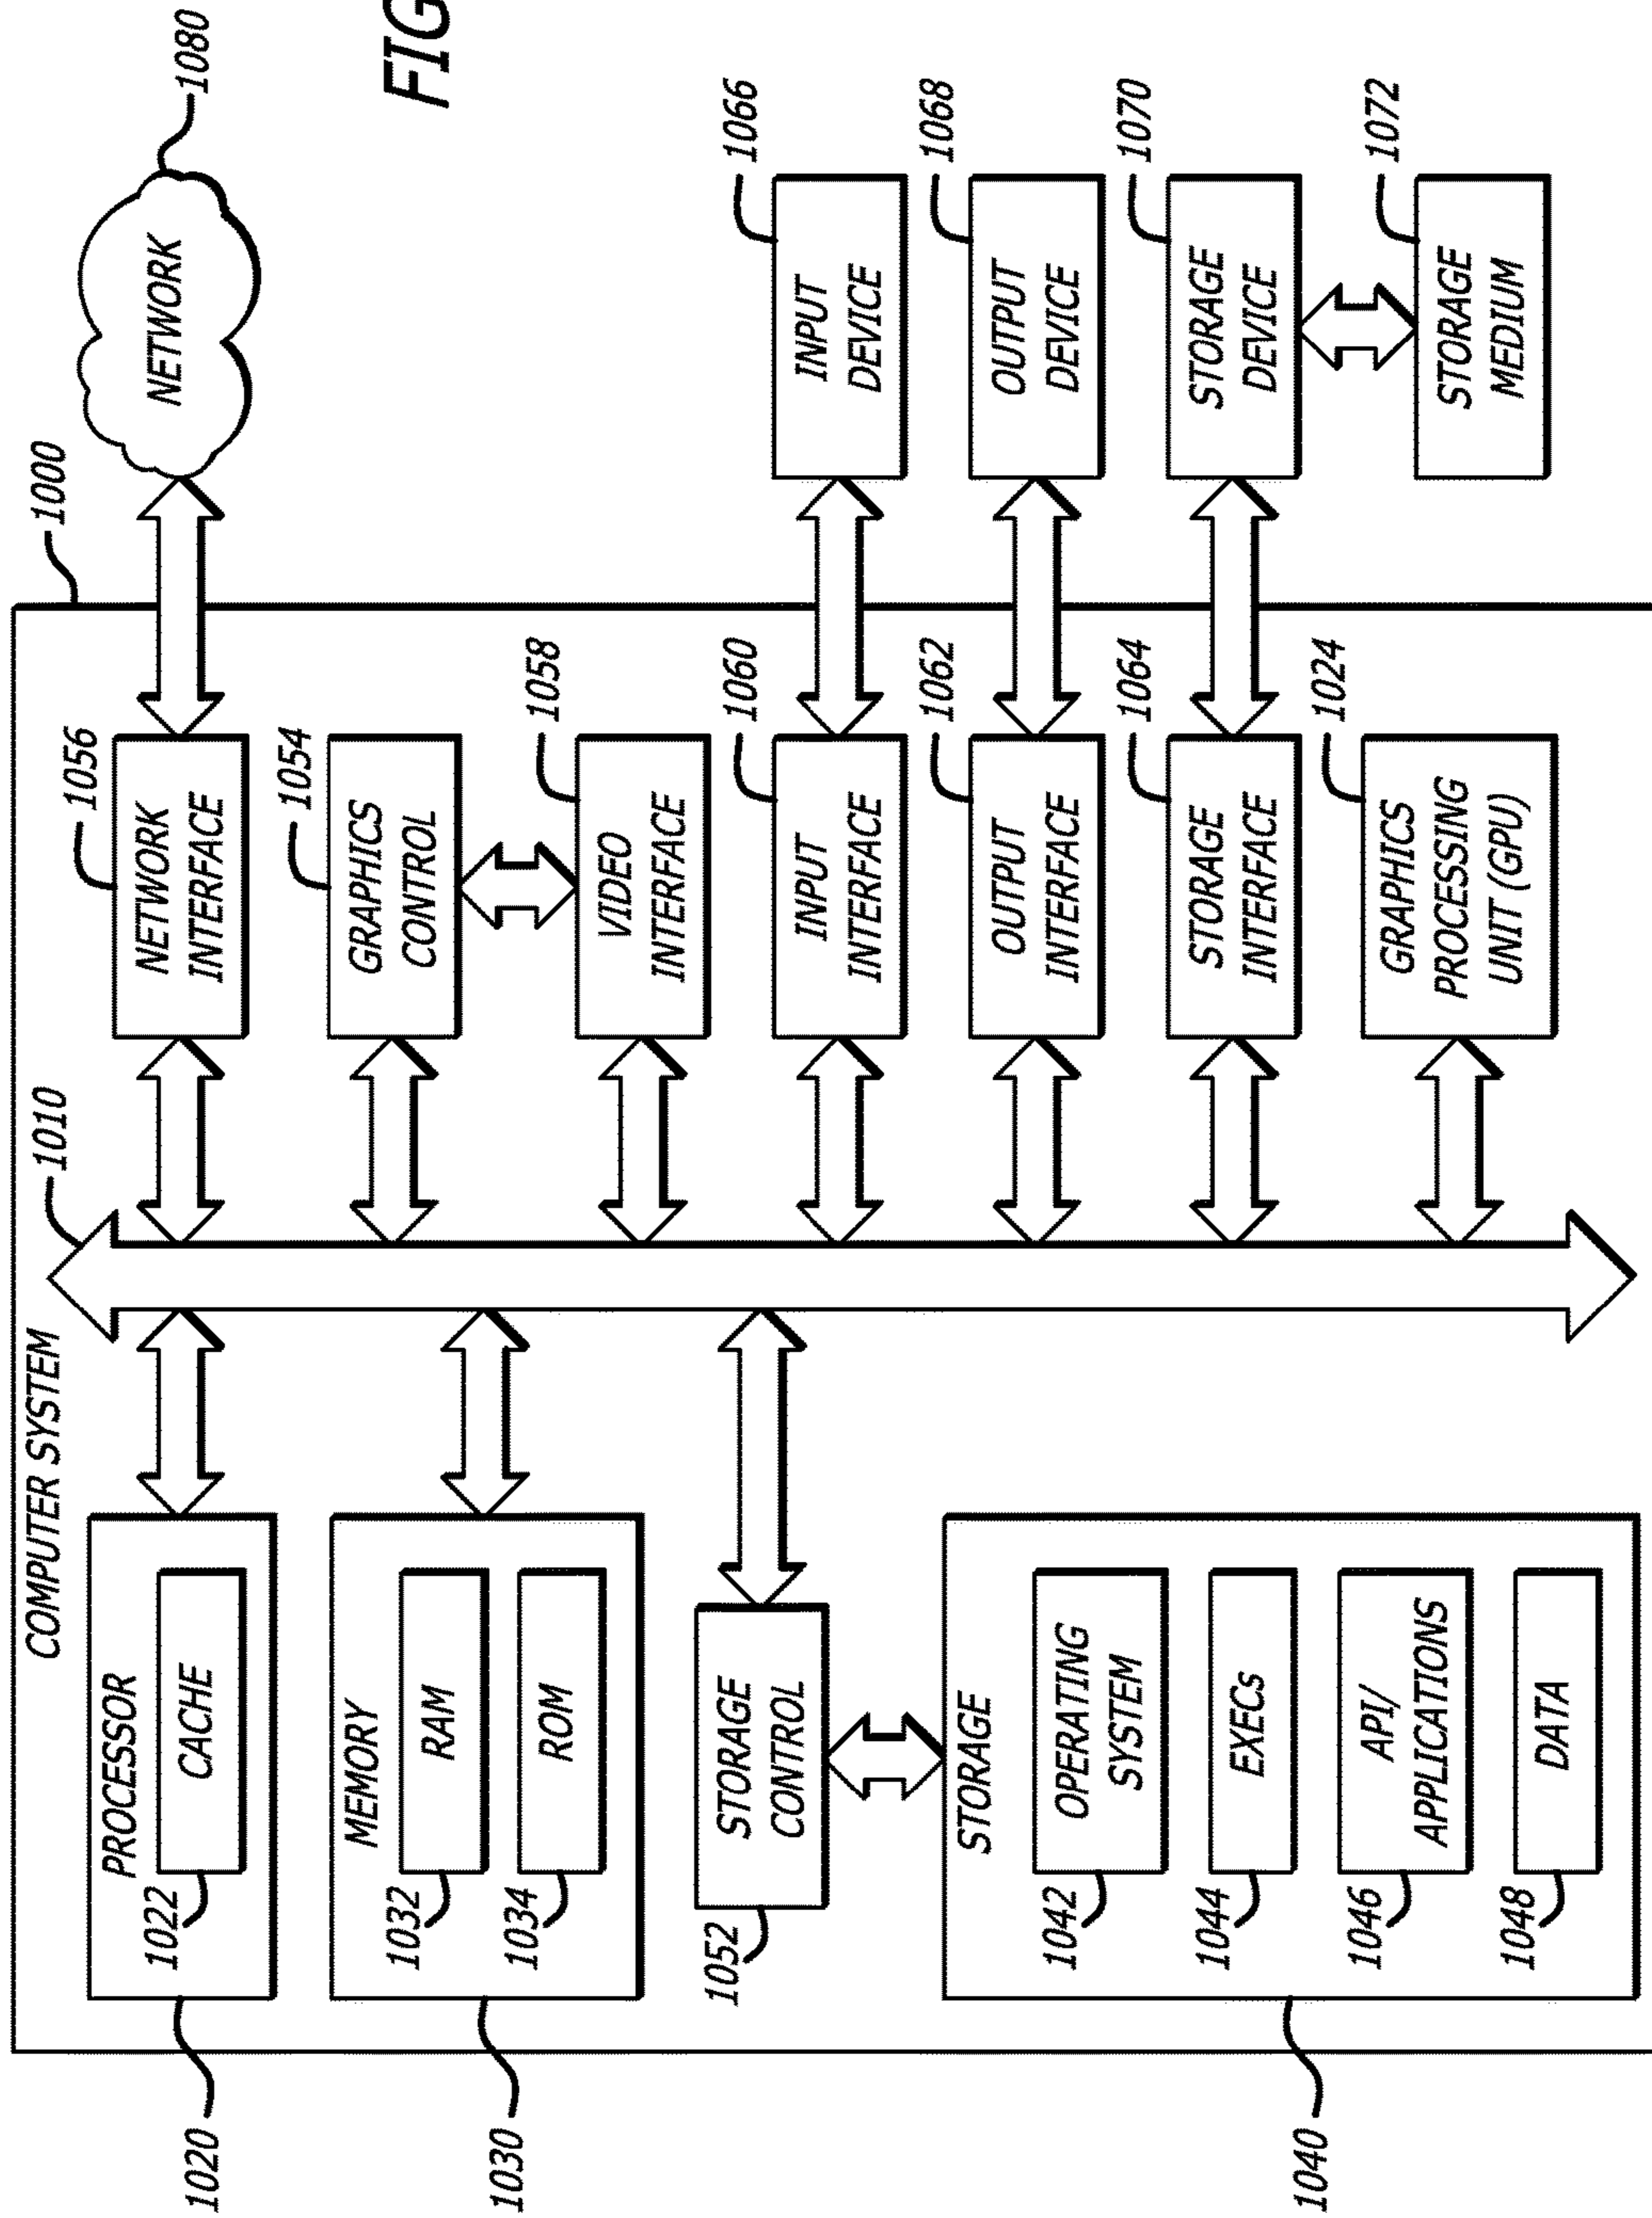 COMPUTER SYSTEM
1000
1010
PROCESSOR
CACHE
1022
1020
MEMORY
RAM
1032
ROM
1034
1030
STORAGE
CONTROL
1052
STORAGE
OPERATING
SYSTEM
1042
EXECs
1044
API/
APPLICATIONS
1046
DATA
1048
1040
NETWORK
INTERFACE
1056
GRAPHICS
CONTROL
1054
VIDEO
INTERFACE
1058
INPUT
INTERFACE
1060
OUTPUT
INTERFACE
1062
STORAGE
INTERFACE
1064
GRAPHICS
PROCESSING
UNIT (GPU)
1024
NETWORK
1080
FIG
INPUT
DEVICE
1066
OUTPUT
DEVICE
1068
STORAGE
DEVICE
1070
STORAGE
MEDIUM
1072